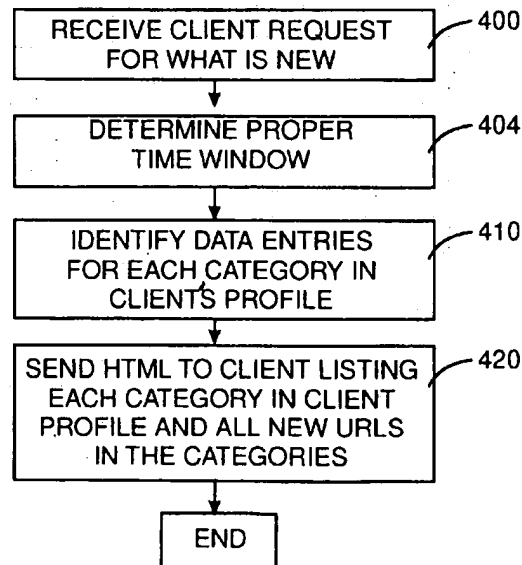 RECEIVE CLIENT REQUEST
FOR WHAT IS NEW
400
DETERMINE PROPER
TIME WINDOW
404
IDENTIFY DATA ENTRIES
FOR EACH CATEGORY IN
CLIENT'S PROFILE
410
SEND HTML TO CLIENT LISTING
EACH CATEGORY IN CLIENT
PROFILE AND ALL NEW URLS
IN THE CATEGORIES
420
END